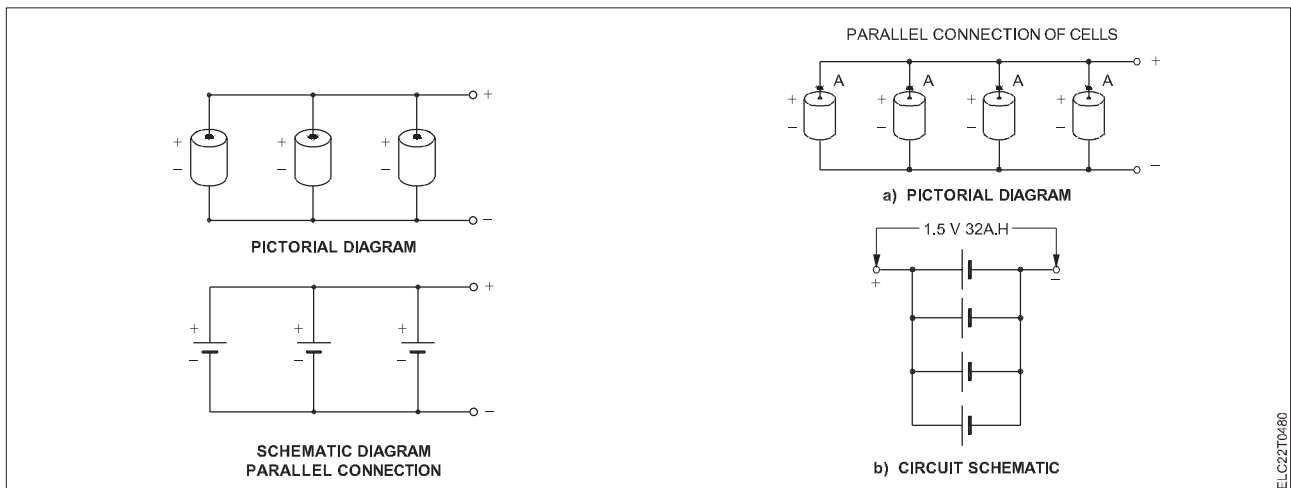 +
+
−
+
−
+
−
−
PICTORIAL DIAGRAM
+
+
−
+
−
+
−
−
SCHEMATIC DIAGRAM
PARALLEL CONNECTION
PARALLEL CONNECTION OF CELLS
+
A
A
A
A
+
−
+
−
+
−
+
−
−
a) PICTORIAL DIAGRAM
1.5 V 32A.H
+
−
b) CIRCUIT SCHEMATIC
ELC22T0480